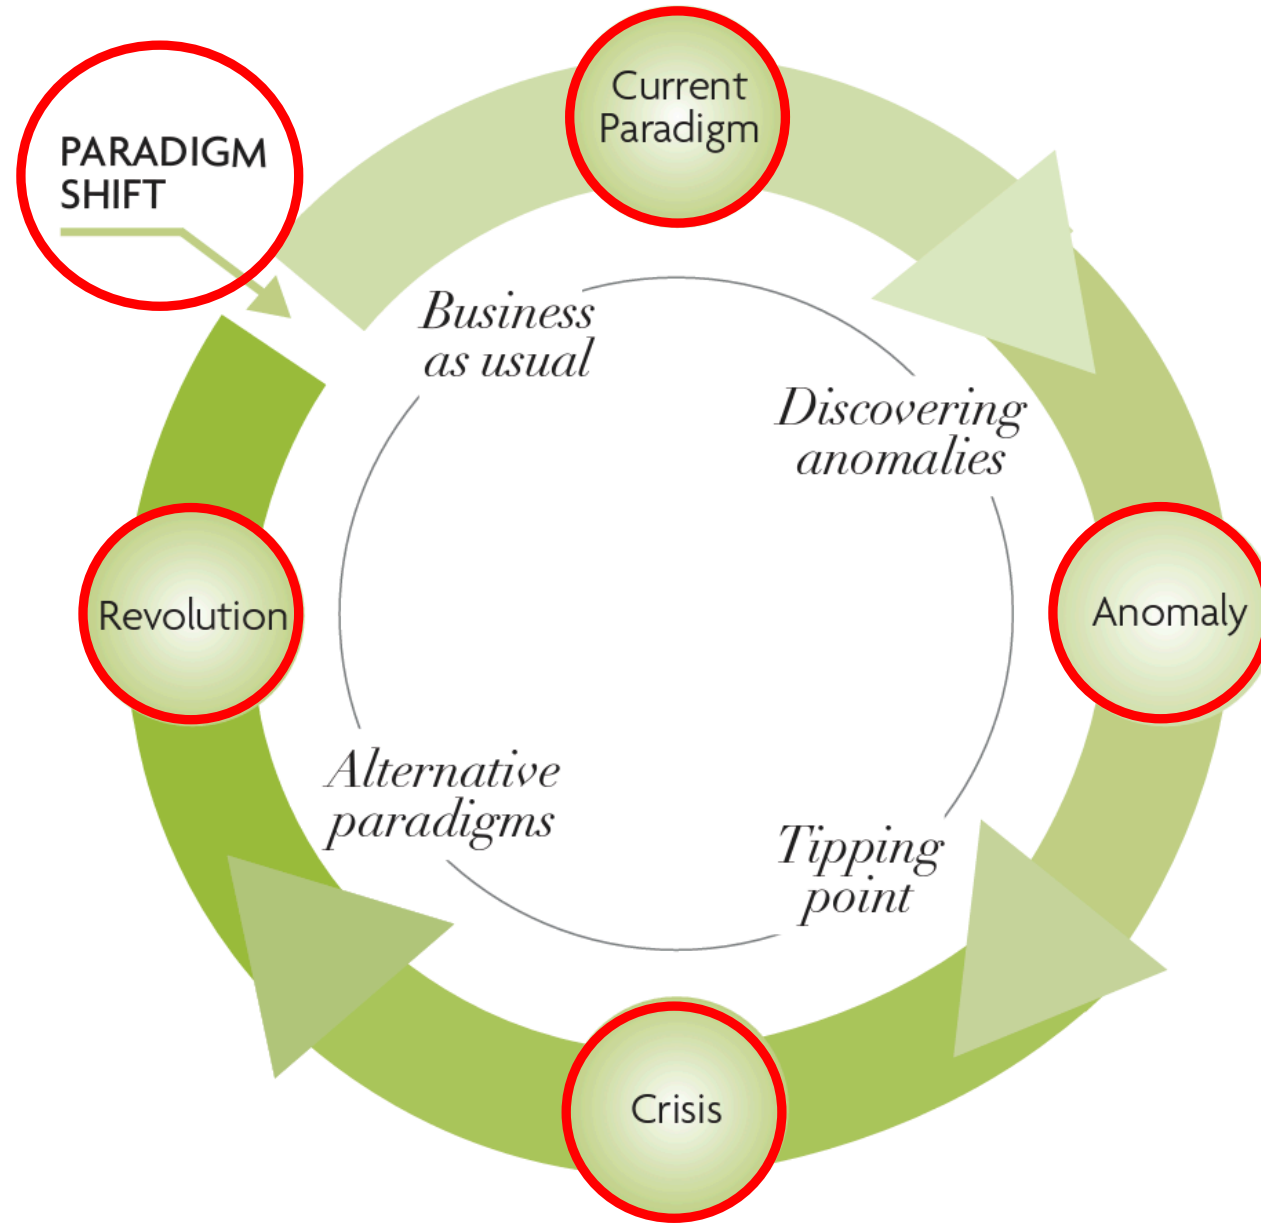 Current
Paradigm
PARADIGM
SHIFT
Business
as usual
Discovering
anomalies
Revolution
Anomaly
Alternative
paradigms
Tipping
point
Crisis